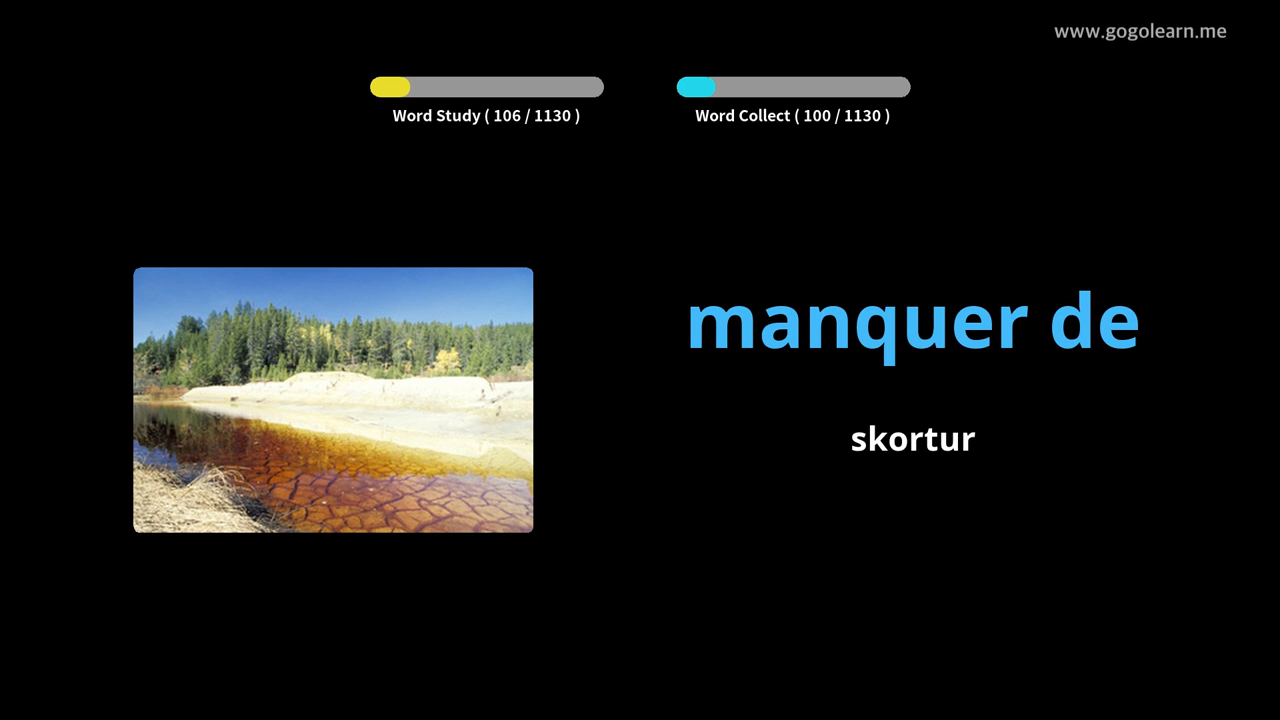 www.gogolearn.me
Word Study ( 106 / 1130 )
Word Collect ( 100 / 1130 )
manquer de
skortur